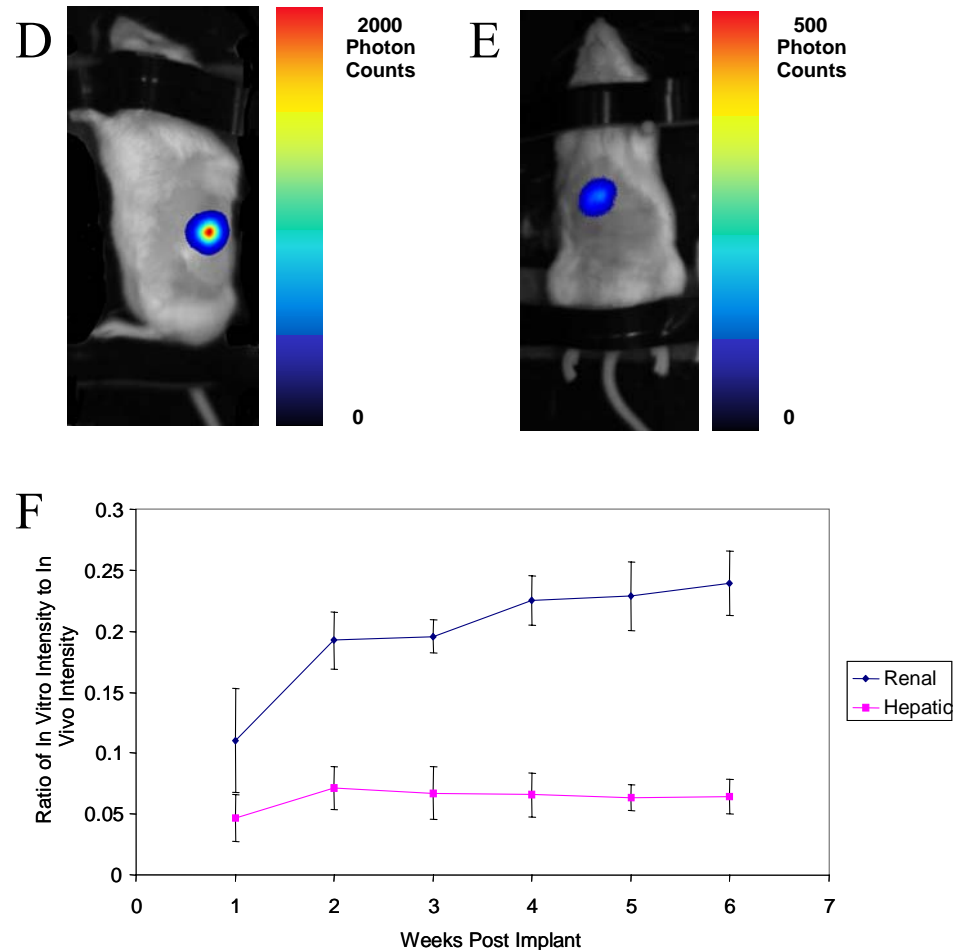 D
2000
Photon
Counts
0
E
500
Photon
Counts
0
F
Ratio of In Vitro Intensity to In
Vivo Intensity
0.3
0.25
0.2
0.15
0.1
0.05
0
0 1 2 3 4 5 6 7
Weeks Post Implant
Renal
Hepatic